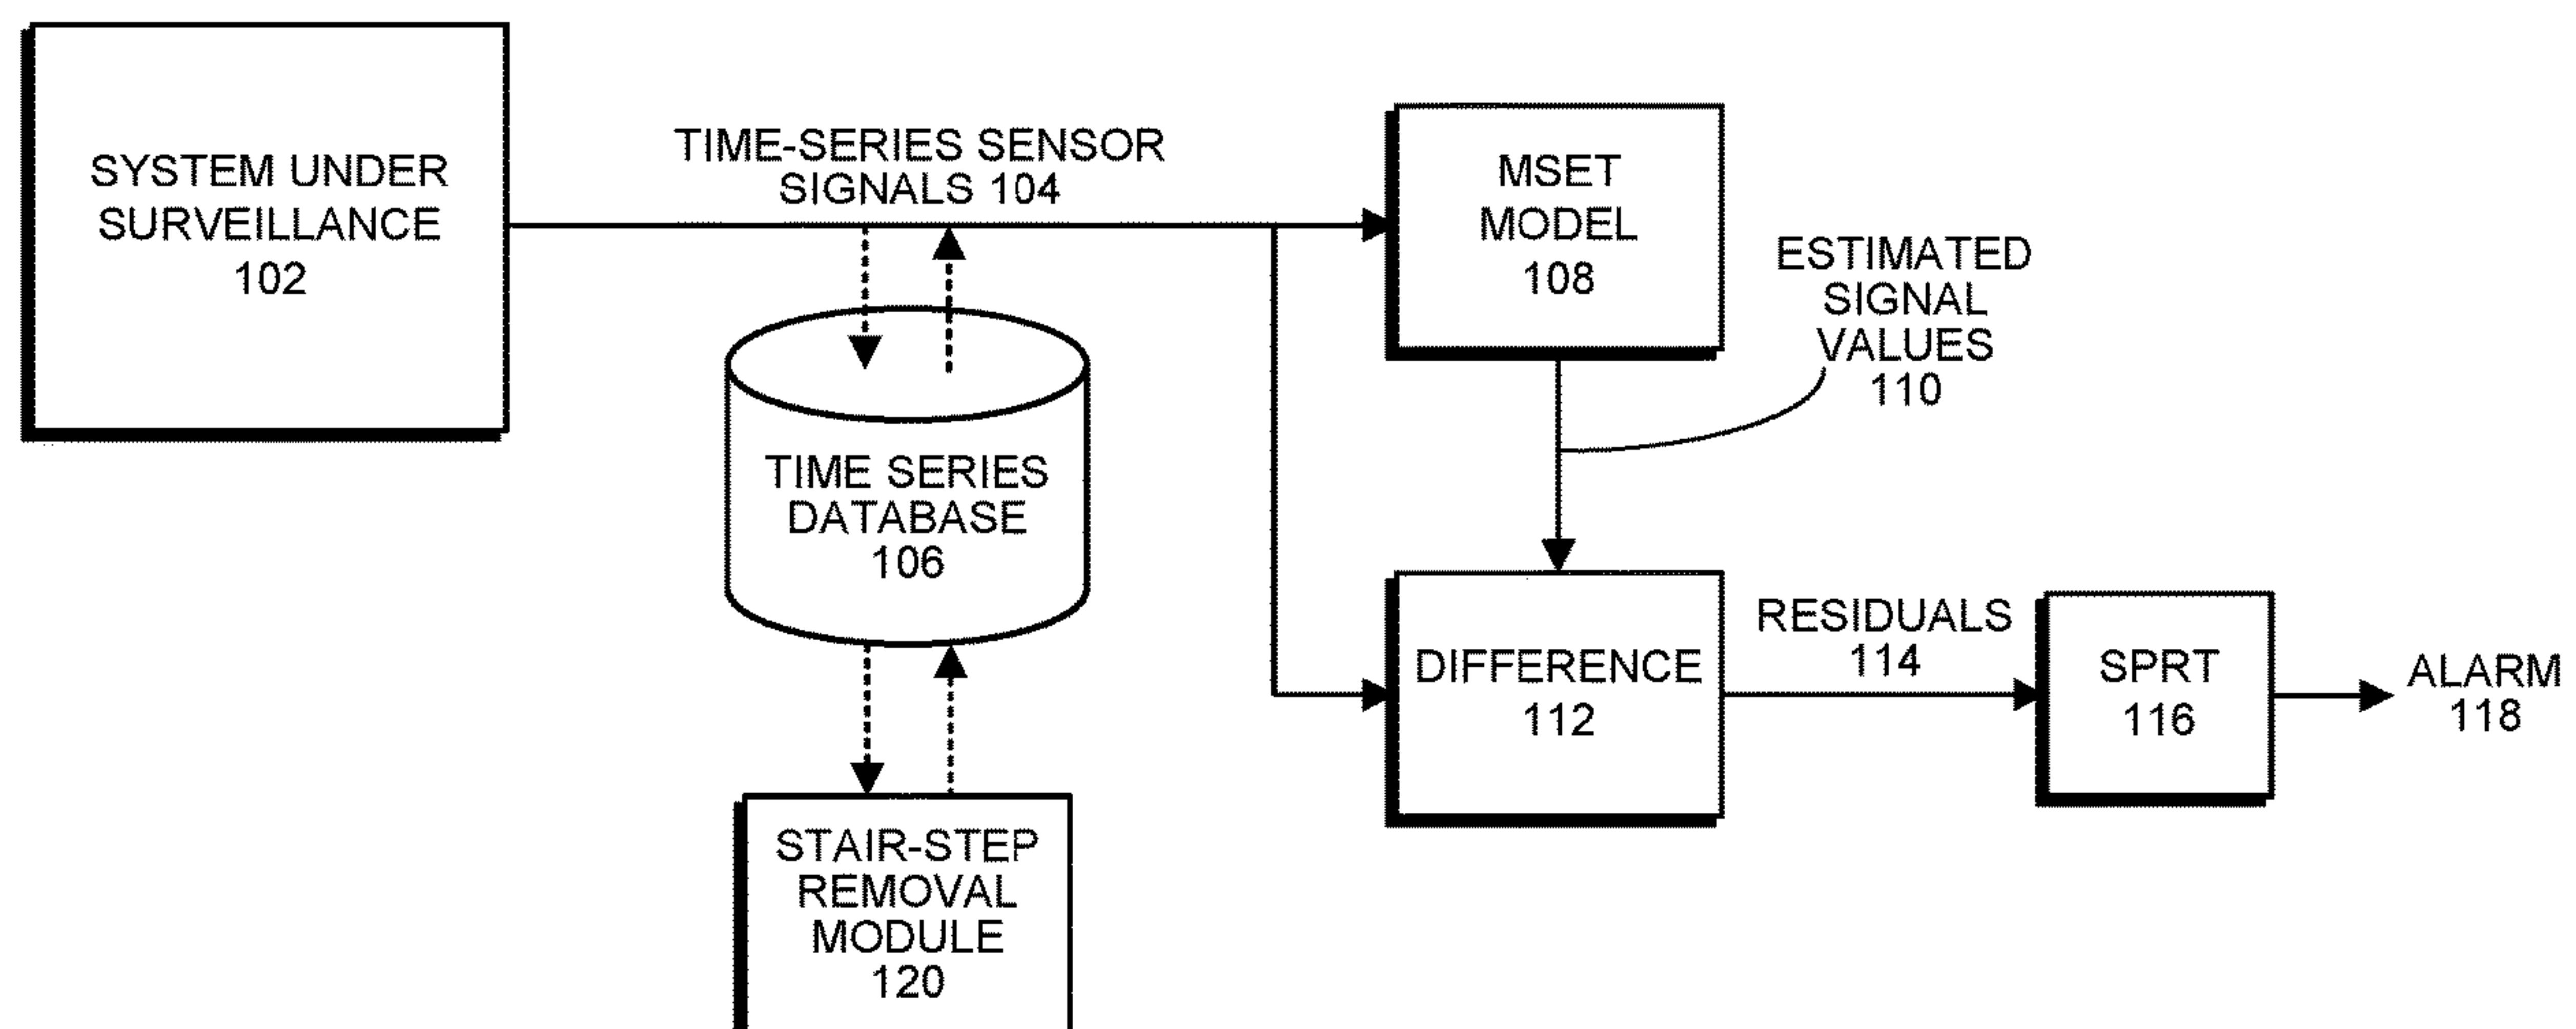 SYSTEM UNDER
SURVEILLANCE
102
TIME-SERIES SENSOR
SIGNALS 104
TIME SERIES
DATABASE
106
STAIR-STEP
REMOVAL
MODULE
120
MSET
MODEL
108
ESTIMATED
SIGNAL
VALUES
110
DIFFERENCE
112
RESIDUALS
114
SPRT
116
ALARM
118